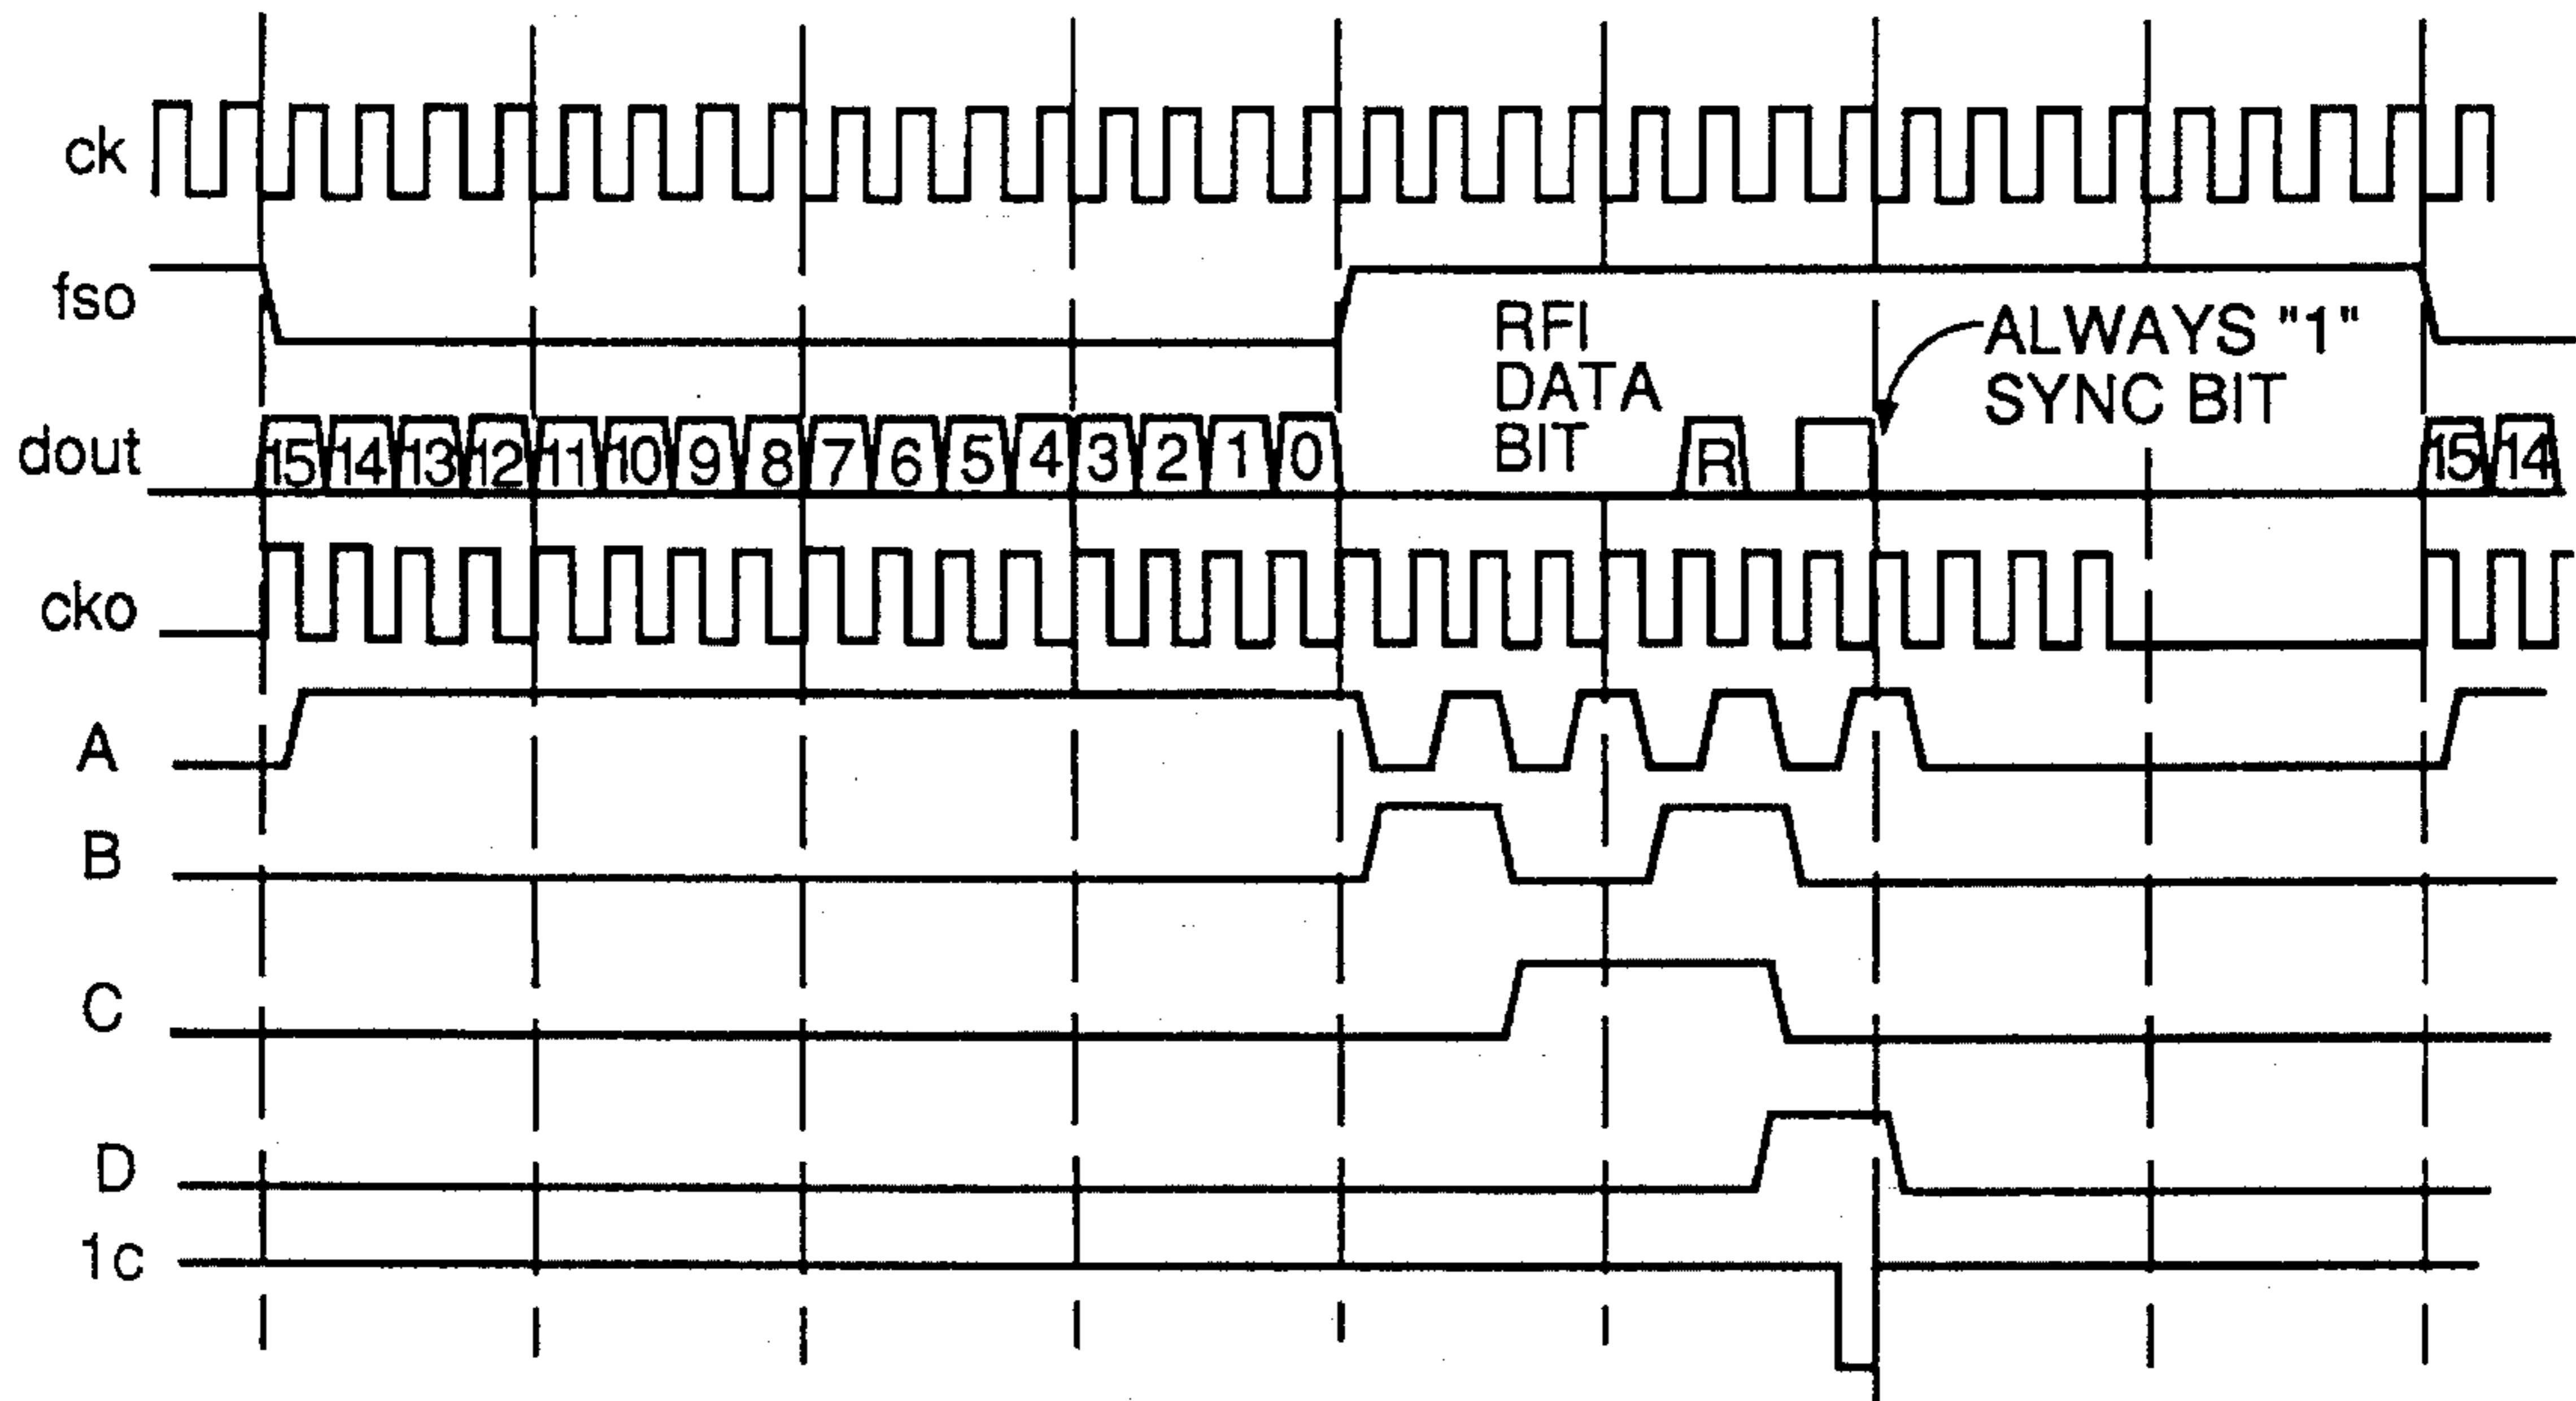 ck
fso
RFI
DATA
BIT
ALWAYS "1"
SYNC BIT
dout
15 14 13 12 11 10 9 8 7 6 5 4 3 2 1 0 R 15 14
cko
A
B
C
D
1c